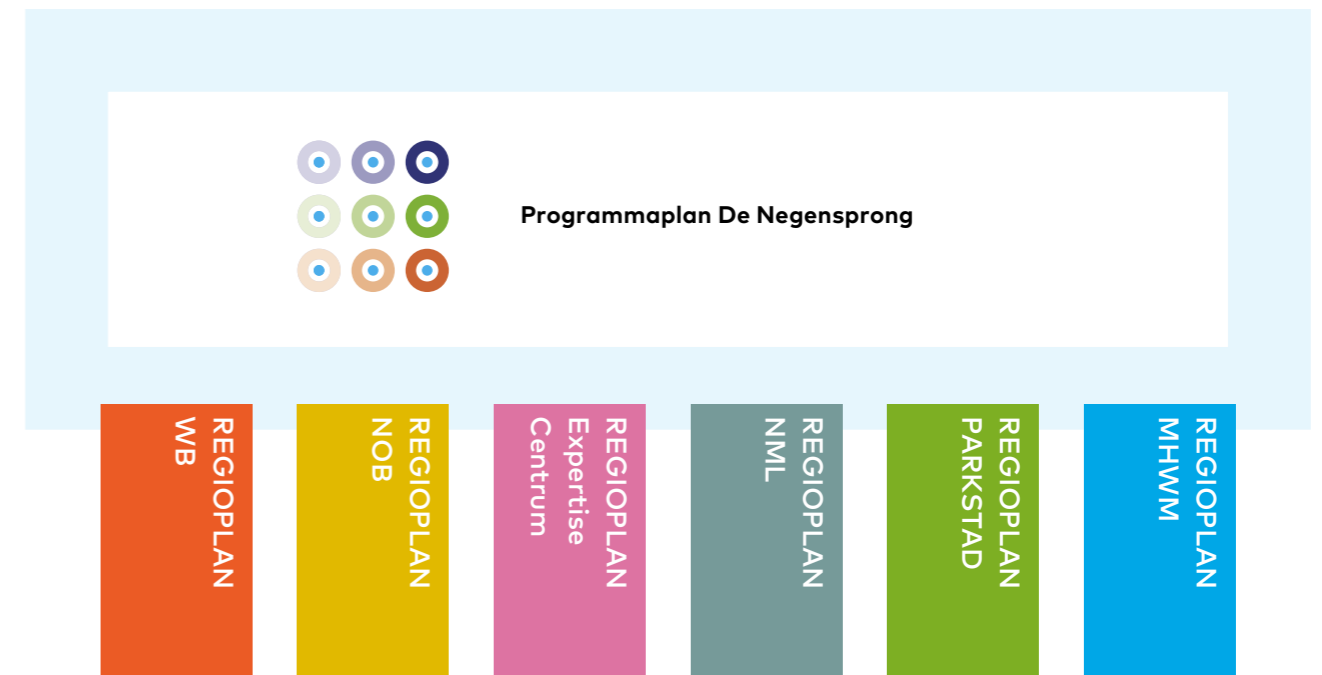 Programmaplan De Negensprong
REGIOPLAN
WB
REGIOPLAN
NOB
REGIOPLAN
Expertise
Centrum
REGIOPLAN
NML
REGIOPLAN
PARKSTAD
REGIOPLAN
MHWM